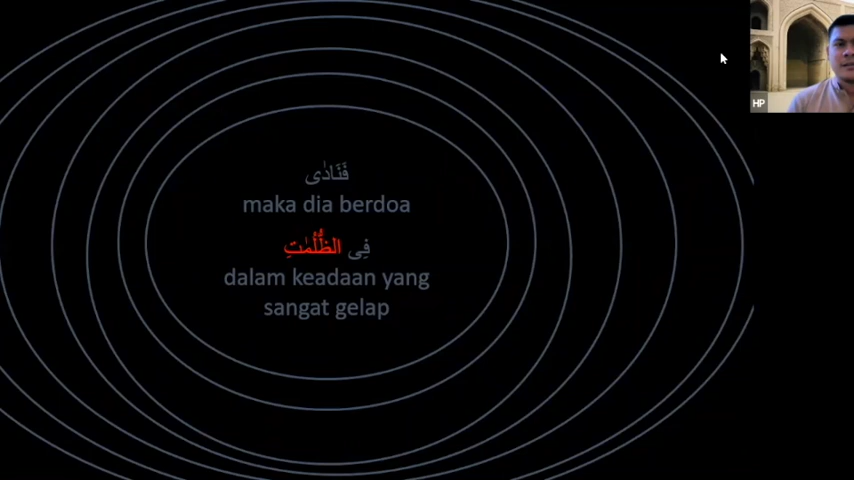 فَنَادٰى
maka dia berdoa
فِى الظُّلُمٰتِ
dalam keadaan yang
sangat gelap
HP